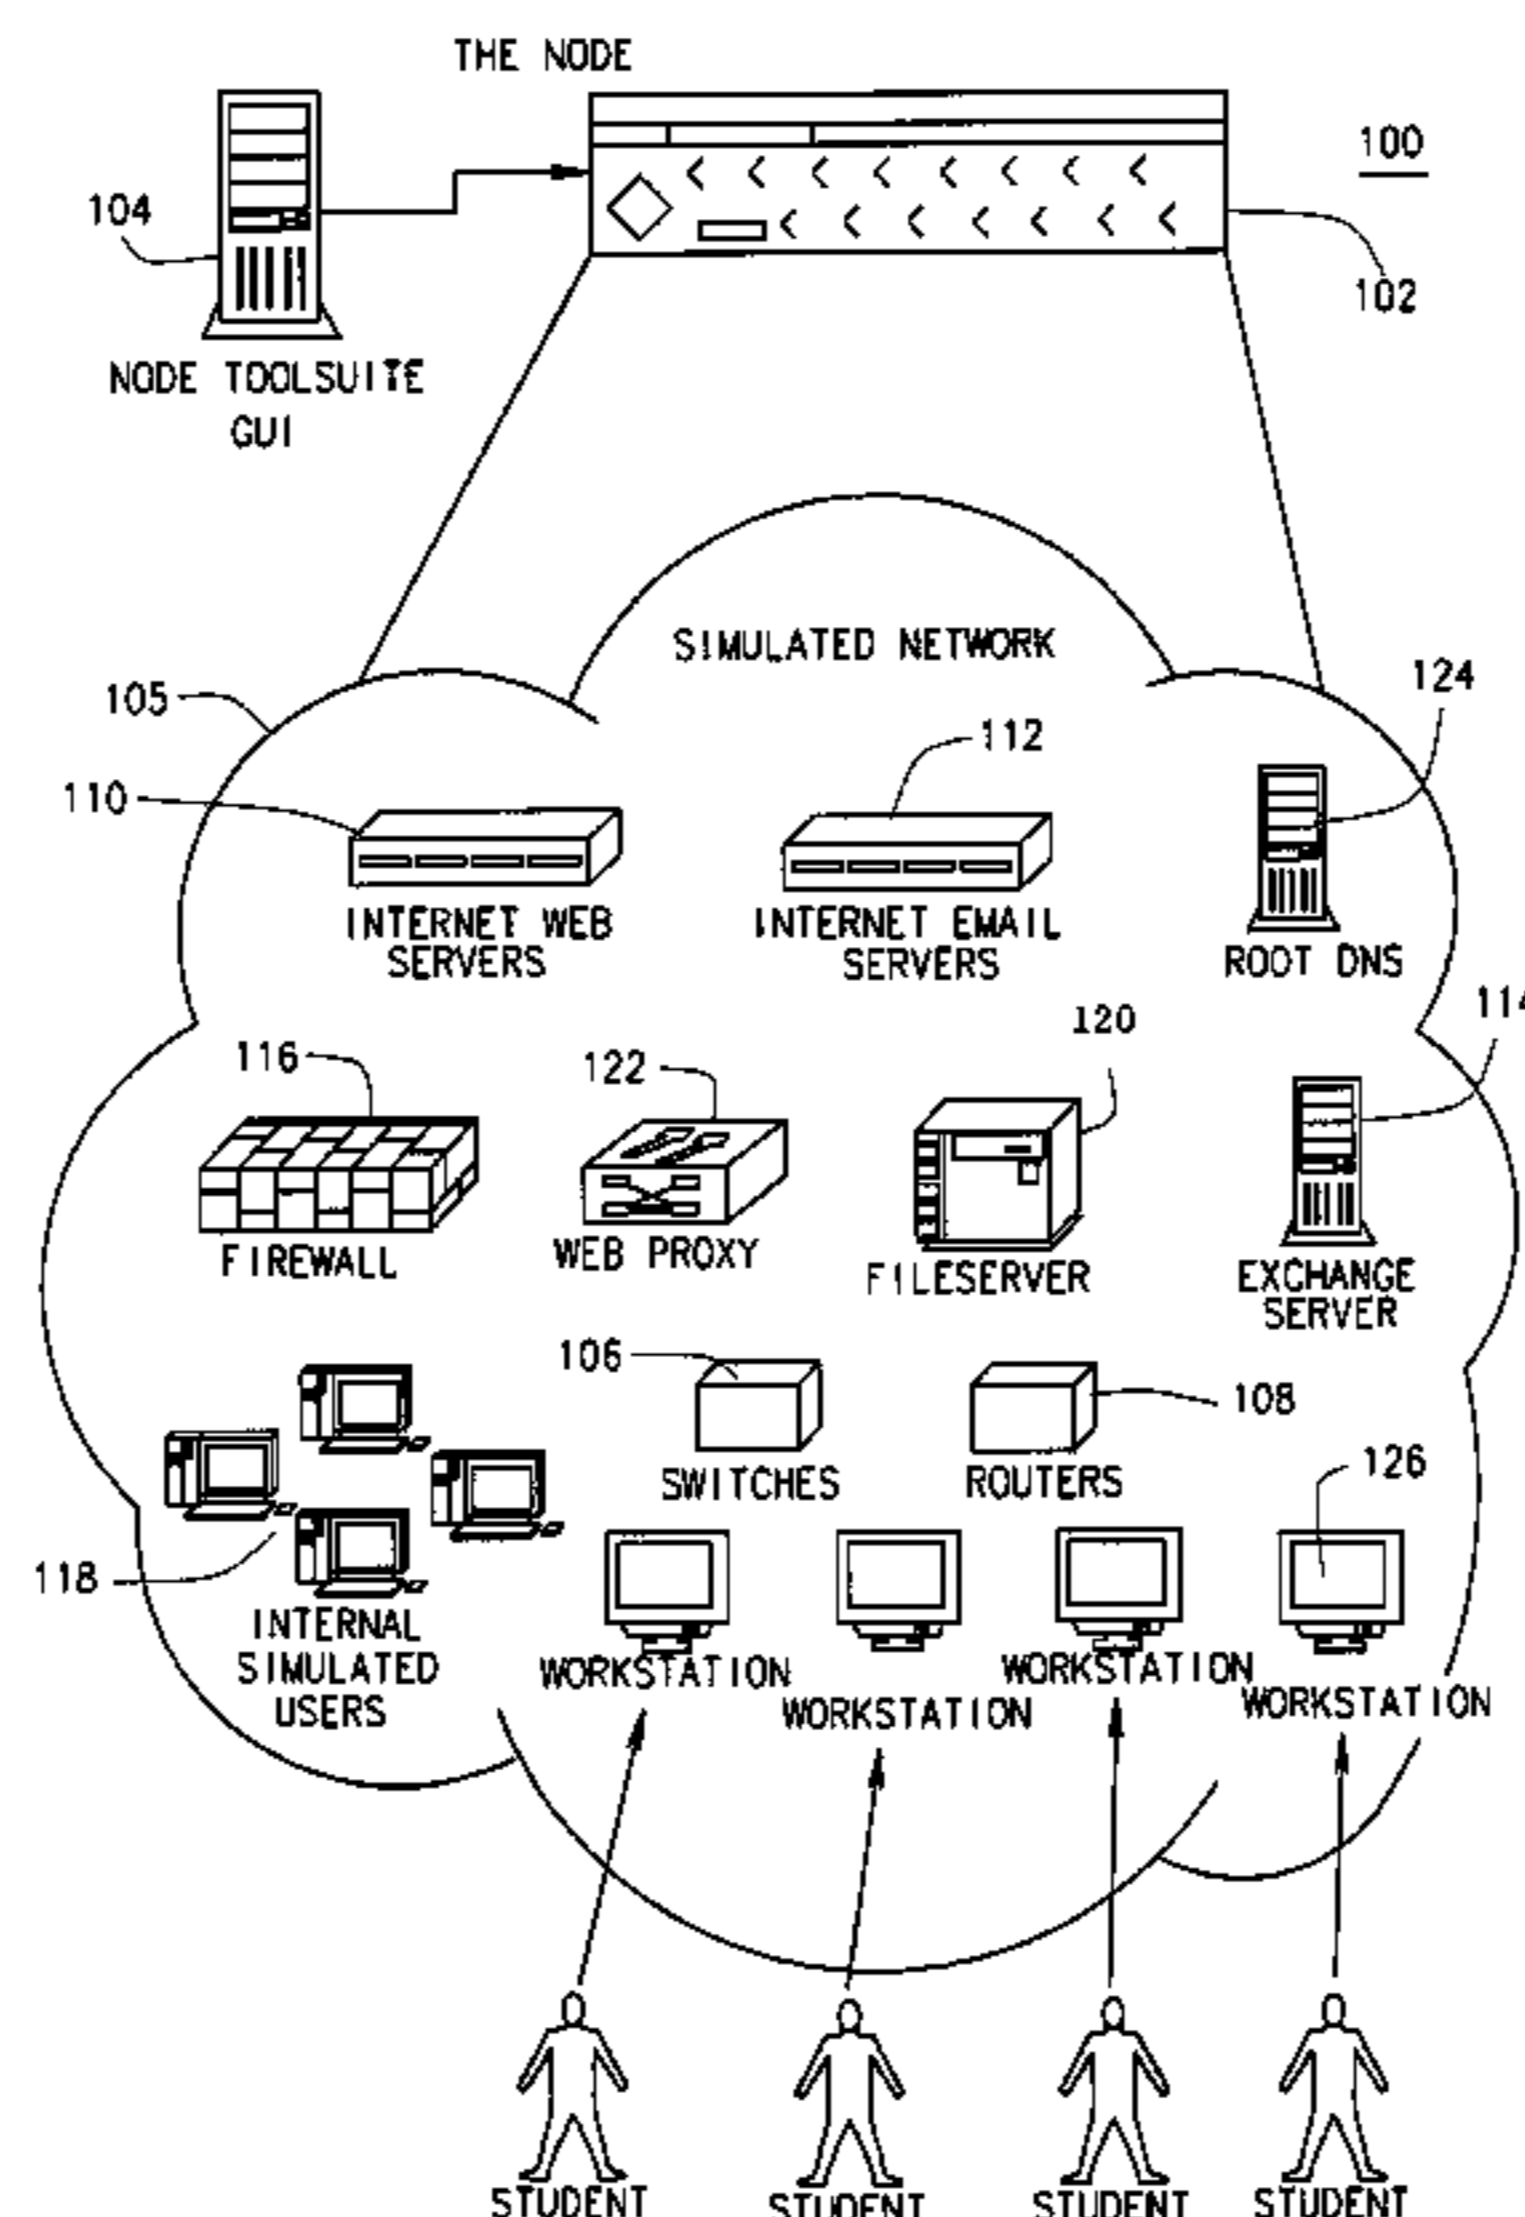 THE NODE
100
104
102
NODE TOOLSUITE
GUI
SIMULATED NETWORK
105
124
112
110
INTERNET WEB
SERVERS
INTERNET EMAIL
SERVERS
ROOT DNS
114
120
116
122
FIREWALL
WEB PROXY
FILESERVER
EXCHANGE
SERVER
106
108
SWITCHES
ROUTERS
126
118
INTERNAL
SIMULATED
USERS
WORKSTATION
WORKSTATION
WORKSTATION
WORKSTATION
STUDENT
STUDENT
STUDENT
STUDENT